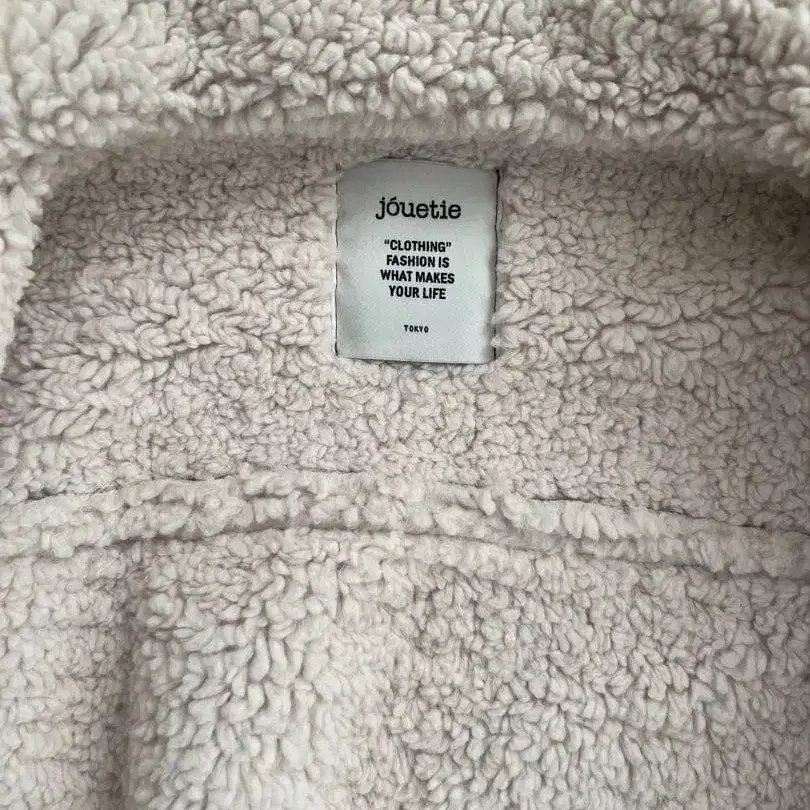 jóuetie
"CLOTHING"
FASHION IS
WHAT MAKES
YOUR LIFE
TOKYO